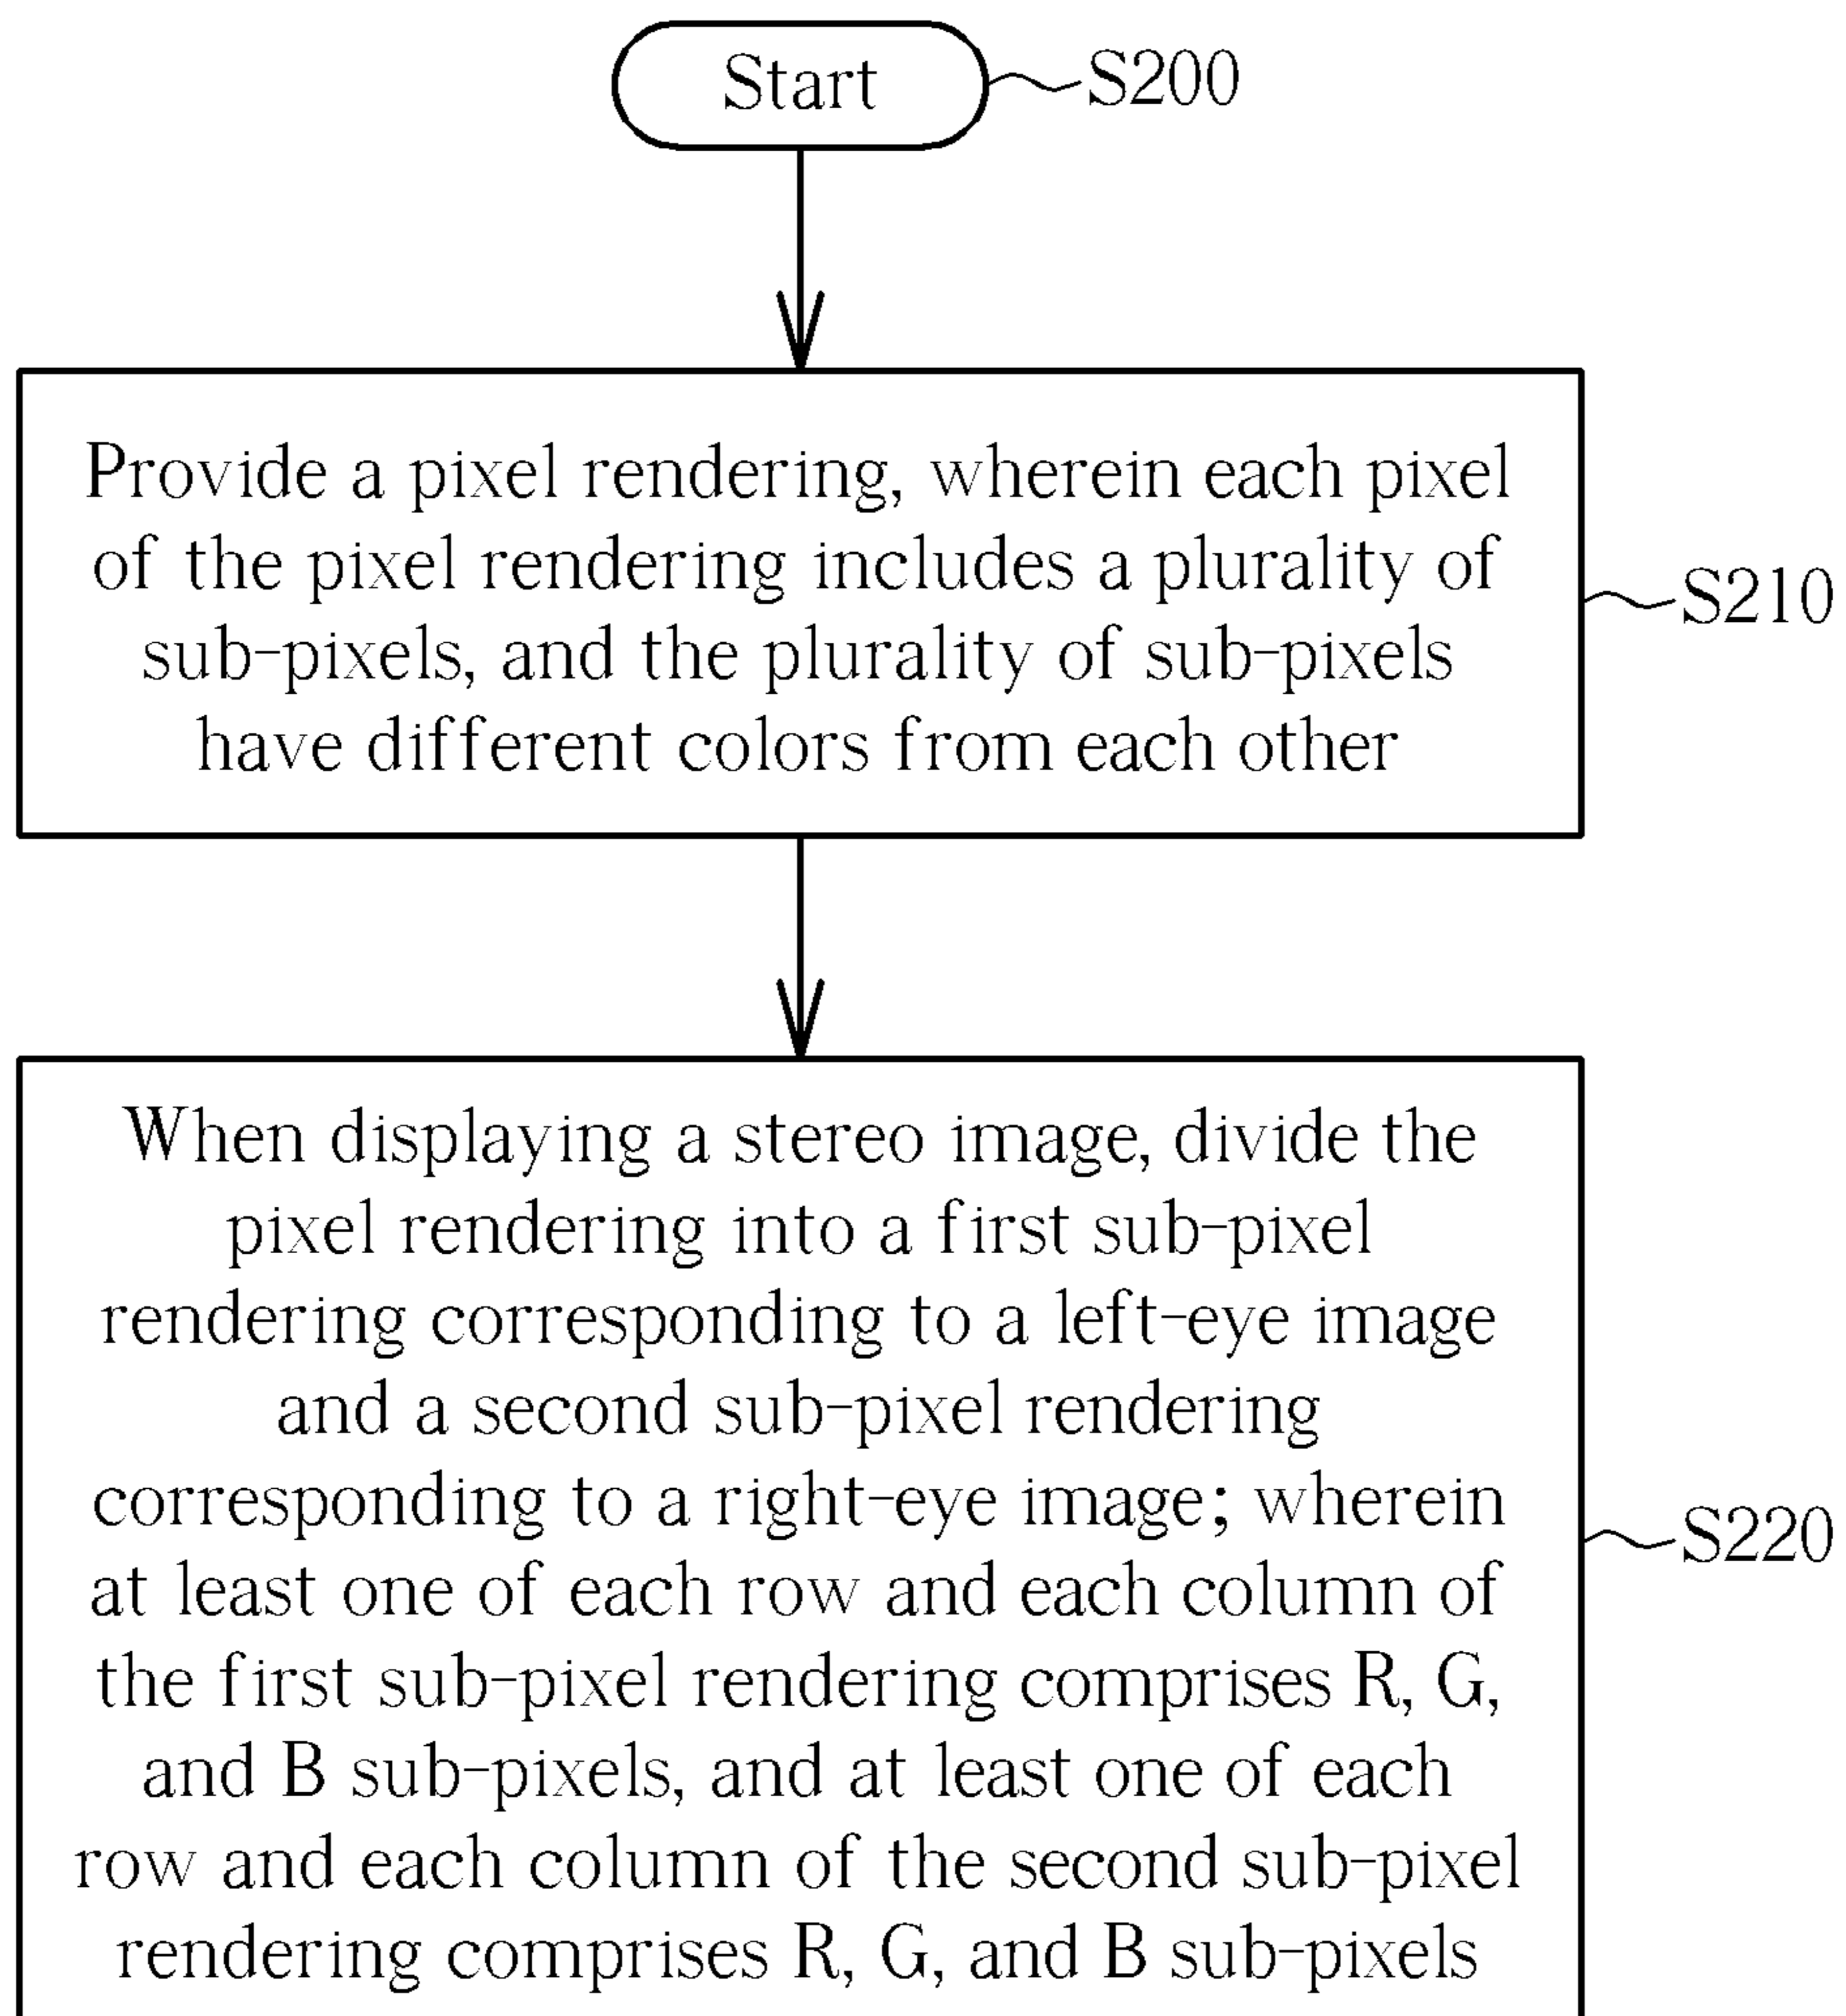 Start
S200
Provide a pixel rendering, wherein each pixel
of the pixel rendering includes a plurality of
sub-pixels, and the plurality of sub-pixels
have different colors from each other
S210
When displaying a stereo image, divide the
pixel rendering into a first sub-pixel
rendering corresponding to a left-eye image
and a second sub-pixel rendering
corresponding to a right-eye image; wherein
at least one of each row and each column of
the first sub-pixel rendering comprises R, G,
and B sub-pixels, and at least one of each
row and each column of the second sub-pixel
rendering comprises R, G, and B sub-pixels
S220